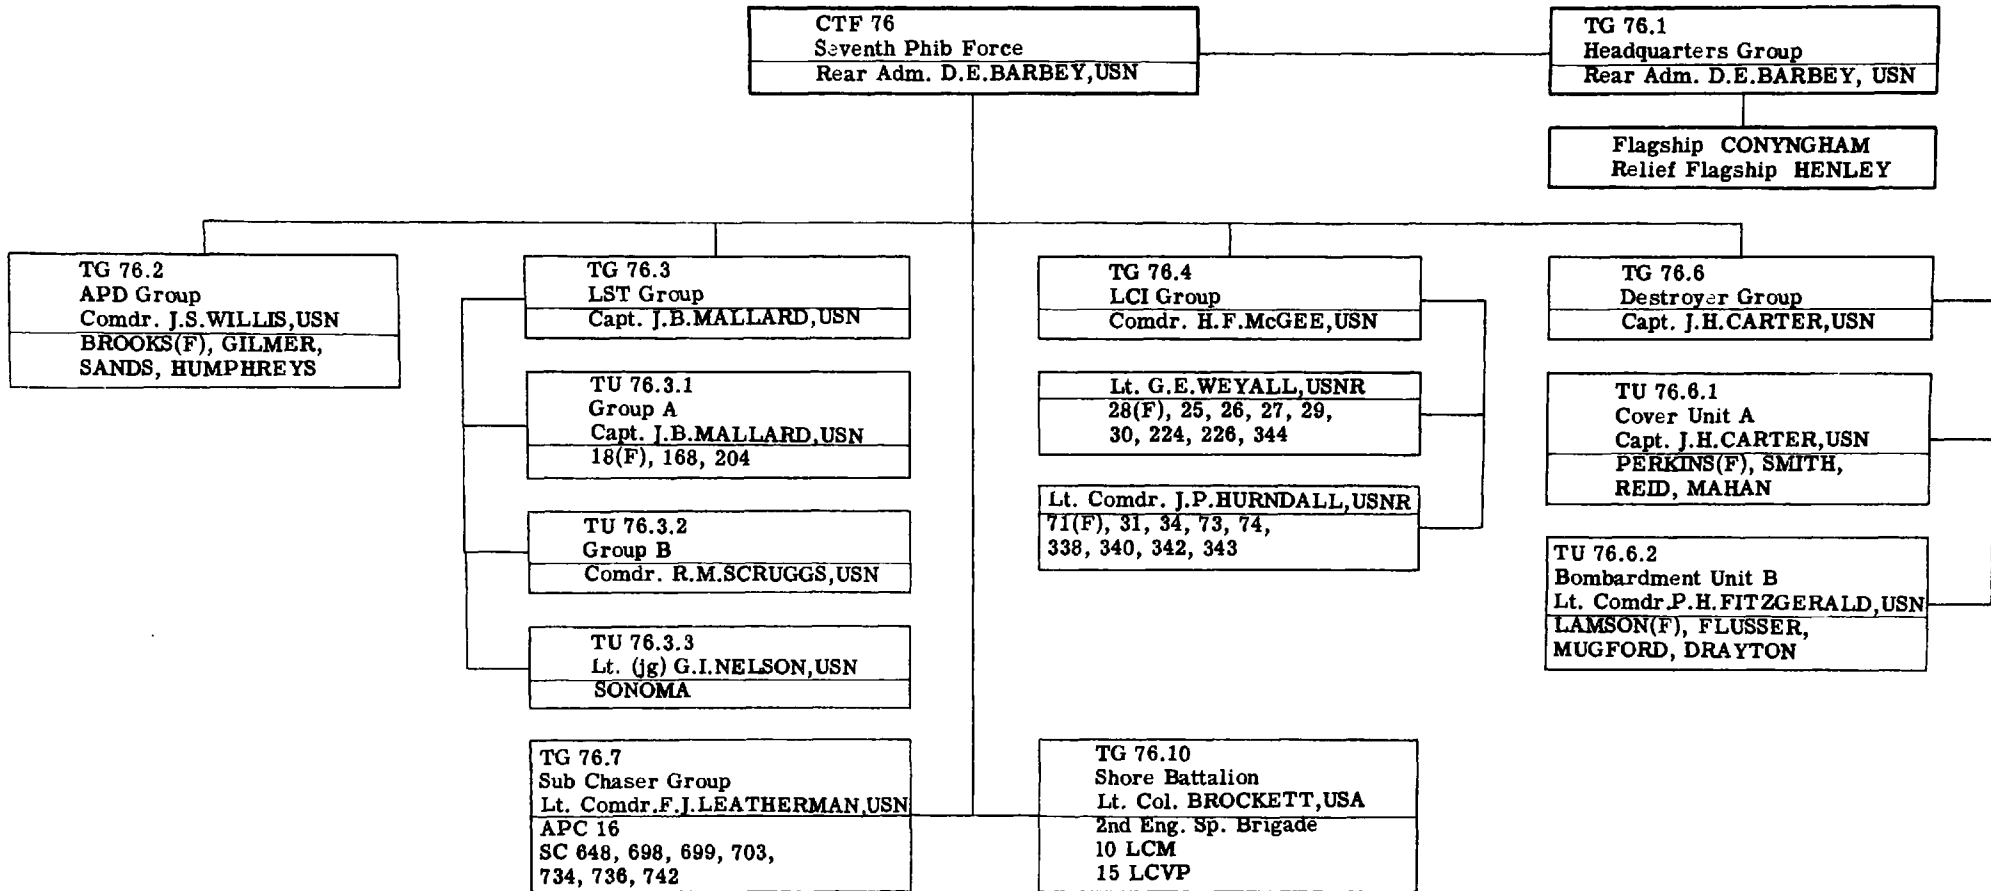 CTF 76
Seventh Phib Force
Rear Adm. D.E.BARBEY,USN
TG 76.1
Headquarters Group
Rear Adm. D.E.BARBEY, USN
Flagship CONYNGHAM
Relief Flagship HENLEY
TG 76.2
APD Group
Comdr. J.S.WILLIS,USN
BROOKS(F), GILMER,
SANDS, HUMPHREYS
TG 76.3
LST Group
Capt. J.B.MALLARD,USN
TU 76.3.1
Group A
Capt. J.B.MALLARD,USN
18(F), 168, 204
TU 76.3.2
Group B
Comdr. R.M.SCRUGGS,USN
TU 76.3.3
Lt. (jg) G.I.NELSON,USN
SONOMA
TG 76.4
LCI Group
Comdr. H.F.McGEE,USN
Lt. G.E.WEYALL,USNR
28(F), 25, 26, 27, 29,
30, 224, 226, 344
Lt. Comdr. J.P.HURNDALL,USNR
71(F), 31, 34, 73, 74,
338, 340, 342, 343
TG 76.6
Destroyer Group
Capt. J.H.CARTER,USN
TU 76.6.1
Cover Unit A
Capt. J.H.CARTER,USN
PERKINS(F), SMITH,
REID, MAHAN
TU 76.6.2
Bombardment Unit B
Lt. Comdr.P.H.FITZGERALD,USN
LAMSON(F), FLUSSER,
MUGFORD, DRAYTON
TG 76.7
Sub Chaser Group
Lt. Comdr.F.J.LEATHERMAN,USN
APC 16
SC 648, 698, 699, 703,
734, 736, 742
TG 76.10
Shore Battalion
Lt. Col. BROCKETT,USA
2nd Eng. Sp. Brigade
10 LCM
15 LCVP